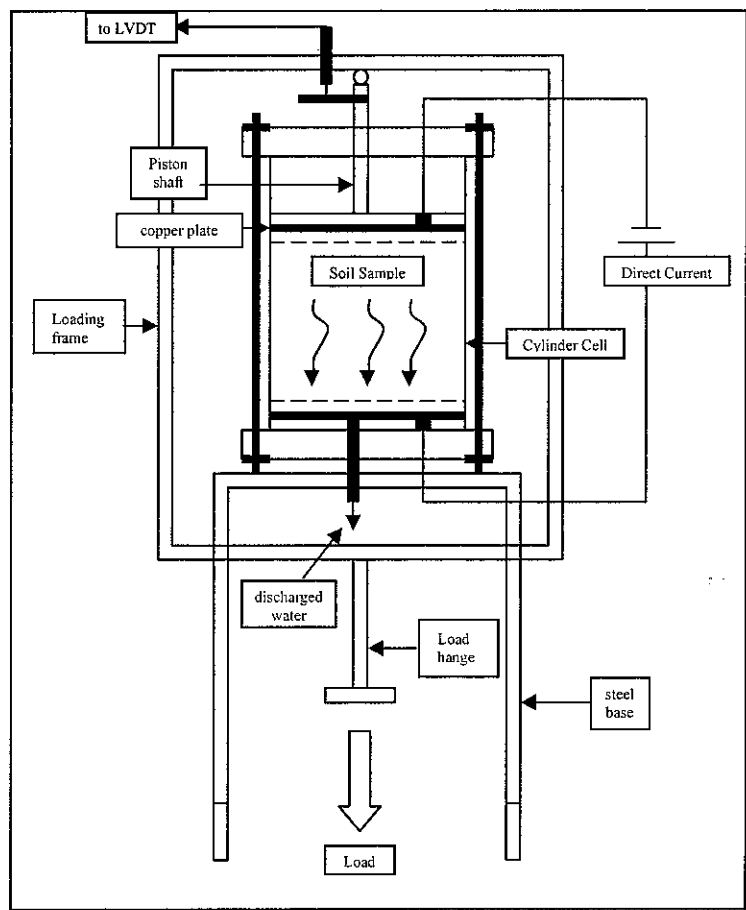 to LVDT
Piston
shaft
copper plate
Soil Sample
Direct Current
Loading
frame
Cylinder Cell
discharged
water
Load
hange
steel
base
Load